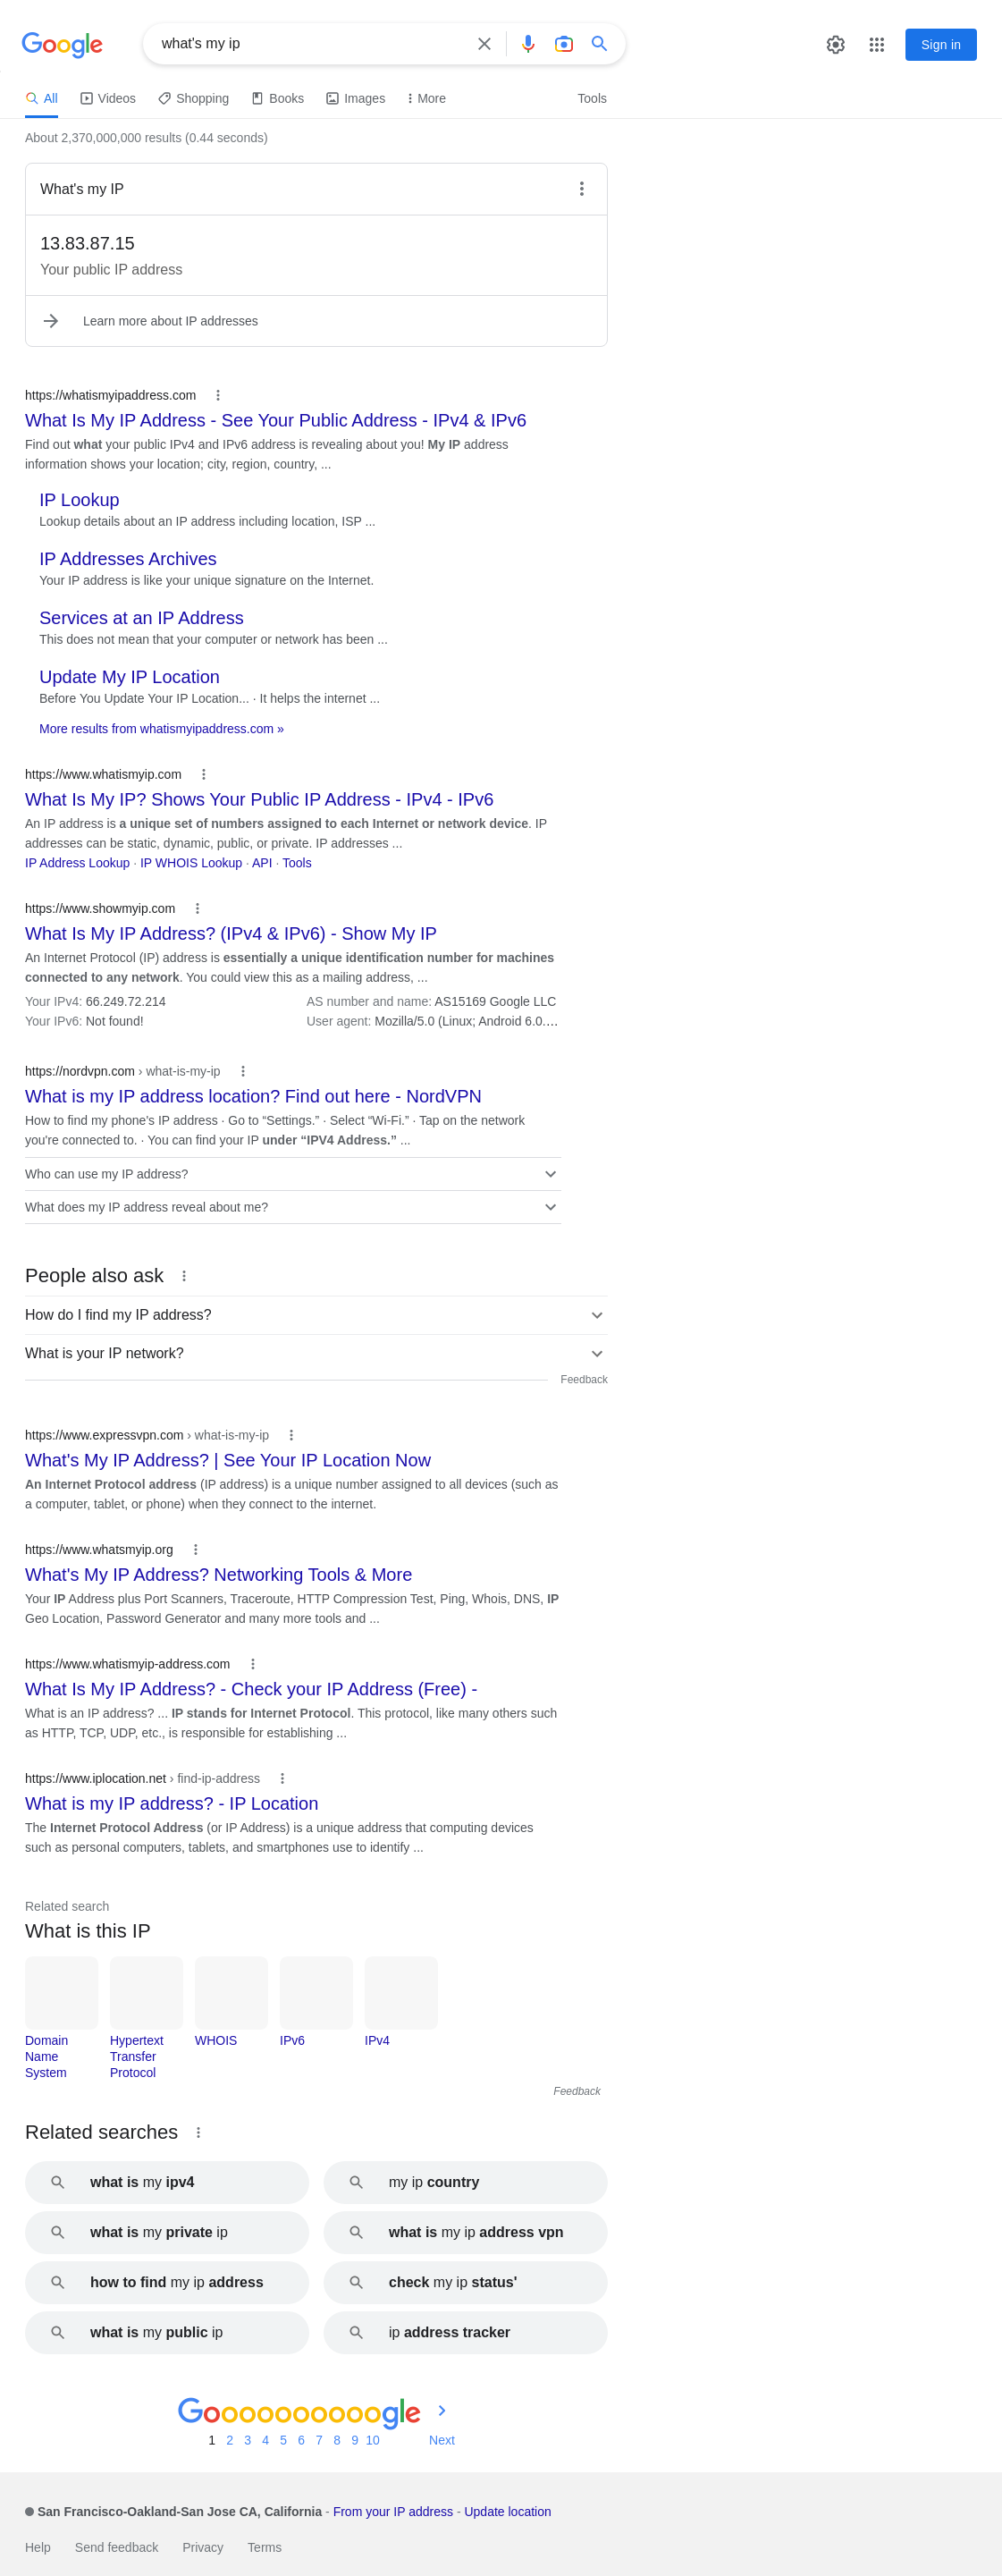 Google
what's my ip
Sign in
All Videos Shopping Books Images More Tools
About 2,370,000,000 results (0.44 seconds)
What's my IP
13.83.87.15
Your public IP address
Learn more about IP addresses
https://whatismyipaddress.com
What Is My IP Address - See Your Public Address - IPv4 & IPv6
Find out what your public IPv4 and IPv6 address is revealing about you! My IP address
information shows your location; city, region, country, ...
IP Lookup
Lookup details about an IP address including location, ISP ...
IP Addresses Archives
Your IP address is like your unique signature on the Internet.
Services at an IP Address
This does not mean that your computer or network has been ...
Update My IP Location
Before You Update Your IP Location... · It helps the internet ...
More results from whatismyipaddress.com »
https://www.whatismyip.com
What Is My IP? Shows Your Public IP Address - IPv4 - IPv6
An IP address is a unique set of numbers assigned to each Internet or network device. IP
addresses can be static, dynamic, public, or private. IP addresses ...
IP Address Lookup · IP WHOIS Lookup · API · Tools
https://www.showmyip.com
What Is My IP Address? (IPv4 & IPv6) - Show My IP
An Internet Protocol (IP) address is essentially a unique identification number for machines
connected to any network. You could view this as a mailing address, ...
Your IPv4: 66.249.72.214 AS number and name: AS15169 Google LLC
Your IPv6: Not found! User agent: Mozilla/5.0 (Linux; Android 6.0....
https://nordvpn.com › what-is-my-ip
What is my IP address location? Find out here - NordVPN
How to find my phone's IP address · Go to “Settings.” · Select “Wi-Fi.” · Tap on the network
you're connected to. · You can find your IP under “IPV4 Address.” ...
Who can use my IP address?
What does my IP address reveal about me?
People also ask
How do I find my IP address?
What is your IP network?
Feedback
https://www.expressvpn.com › what-is-my-ip
What's My IP Address? | See Your IP Location Now
An Internet Protocol address (IP address) is a unique number assigned to all devices (such as
a computer, tablet, or phone) when they connect to the internet.
https://www.whatsmyip.org
What's My IP Address? Networking Tools & More
Your IP Address plus Port Scanners, Traceroute, HTTP Compression Test, Ping, Whois, DNS, IP
Geo Location, Password Generator and many more tools and ...
https://www.whatismyip-address.com
What Is My IP Address? - Check your IP Address (Free) -
What is an IP address? ... IP stands for Internet Protocol. This protocol, like many others such
as HTTP, TCP, UDP, etc., is responsible for establishing ...
https://www.iplocation.net › find-ip-address
What is my IP address? - IP Location
The Internet Protocol Address (or IP Address) is a unique address that computing devices
such as personal computers, tablets, and smartphones use to identify ...
Related search
What is this IP
Domain Name System
Hypertext Transfer Protocol
WHOIS
IPv6
IPv4
Feedback
Related searches
what is my ipv4
my ip country
what is my private ip
what is my ip address vpn
how to find my ip address
check my ip status'
what is my public ip
ip address tracker
Goooooooooogle
1 2 3 4 5 6 7 8 9 10 Next
San Francisco-Oakland-San Jose CA, California - From your IP address - Update location
Help Send feedback Privacy Terms